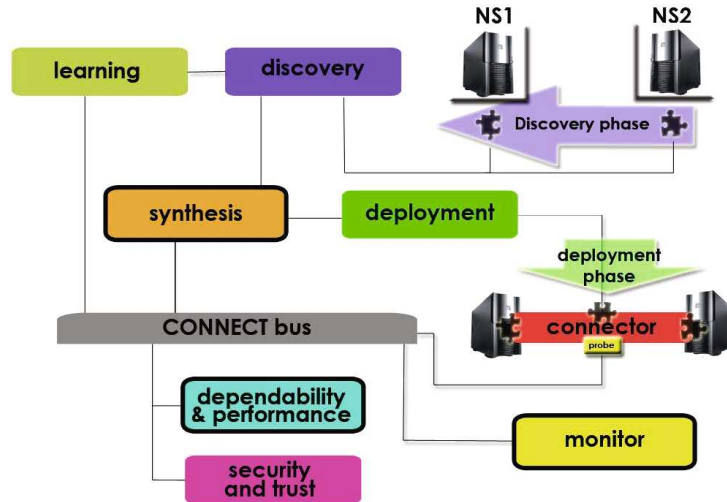 NS1
NS2
learning
discovery
Discovery phase
synthesis
deployment
deployment
phase
CONNECT bus
connector
probe
dependability
& performance
monitor
security
and trust